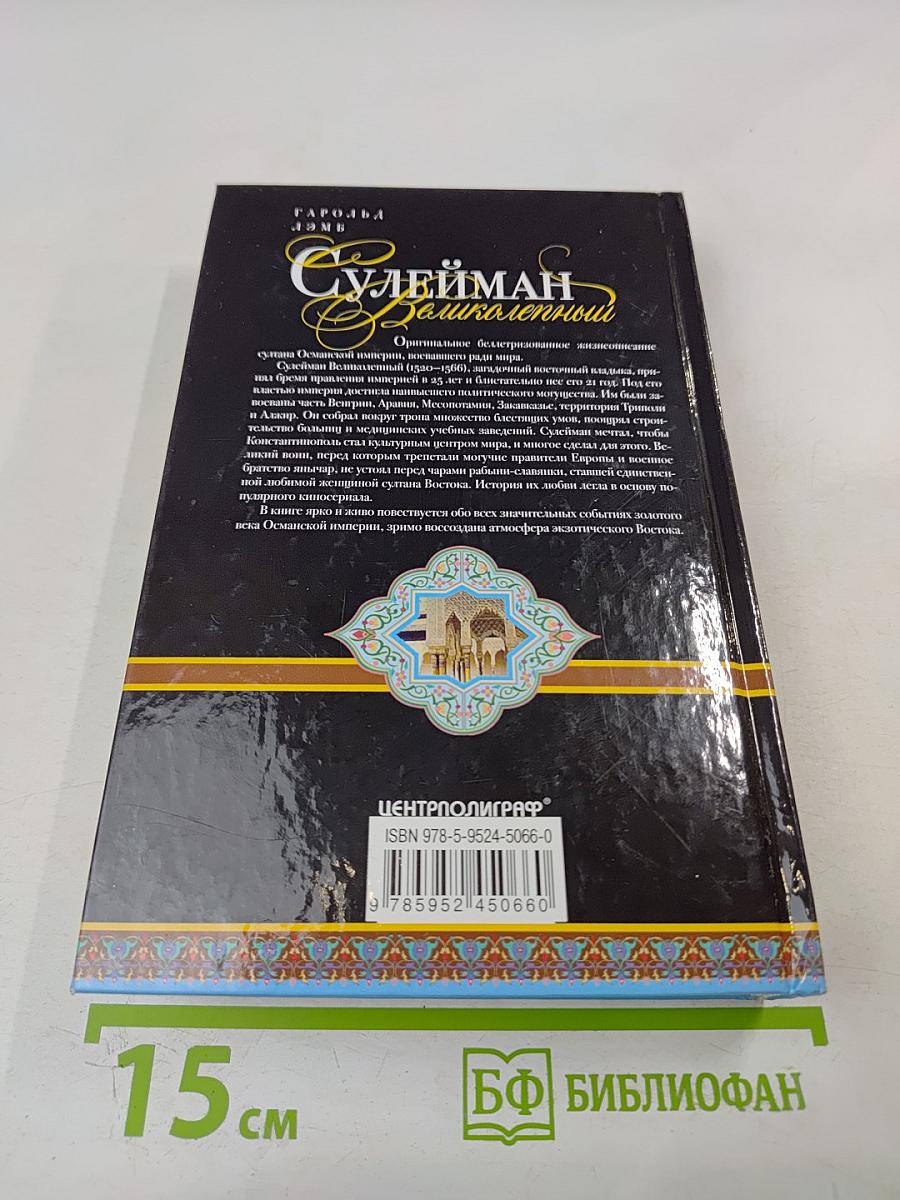 ГАРОЛЬД
ЛЭМБ
СУЛЕЙМАН
Великолепный
Оригинальное беллетризованное жизнеописание
султана Османской империи, воевавшего ради мира.
Сулейман Великолепный (1520—1566), загадочный восточный владыка, при-
нял бремя правления империей в 25 лет и блистательно нес его 21 год. Под его
властью империя достигла наивысшего политического могущества. Им были за-
воеваны часть Венгрии, Аравия, Месопотамия, Закавказье, территория Триполи
и Алжир. Он собрал вокруг трона множество блестящих умов, поощрял строи-
тельство больниц и медицинских учебных заведений. Сулейман мечтал, чтобы
Константинополь стал культурным центром мира, и многое сделал для этого. Ве-
ликий воин, перед которым трепетали могучие правители Европы и военное
братство янычар, не устоял перед чарами рабыни-славянки, ставшей единствен-
ной любимой женщиной султана Востока. История их любви легла в основу по-
пулярного киносериала.
В книге ярко и живо повествуется обо всех значительных событиях золотого
века Османской империи, зримо воссоздана атмосфера экзотического Востока.
ЦЕНТРПОЛИГРАФ®
ISBN 978-5-9524-5066-0
9 785952 450660
15 см
БФ БИБЛИОФАН